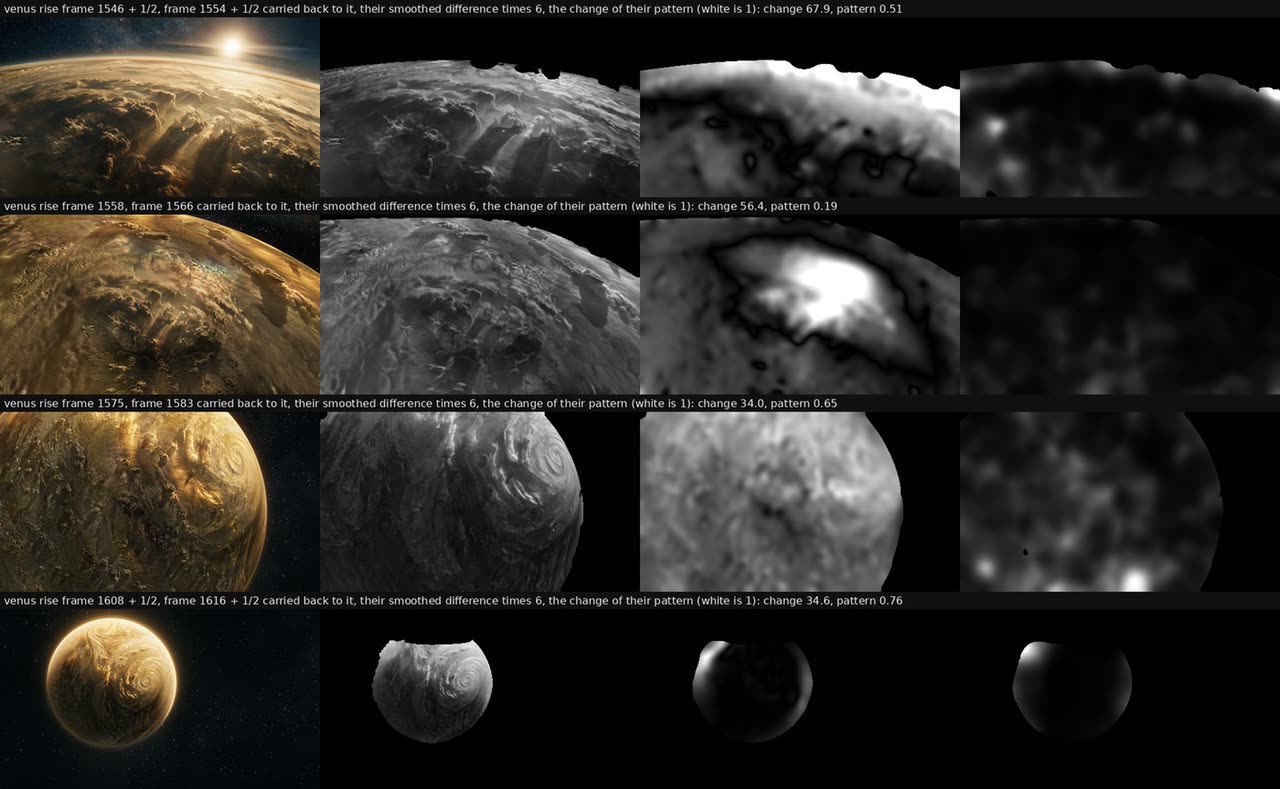 venus rise frame 1546 + 1/2, frame 1554 + 1/2 carried back to it, their smoothed difference times 6, the change of their pattern (white is 1): change 67.9, pattern 0.51
venus rise frame 1558, frame 1566 carried back to it, their smoothed difference times 6, the change of their pattern (white is 1): change 56.4, pattern 0.19
venus rise frame 1575, frame 1583 carried back to it, their smoothed difference times 6, the change of their pattern (white is 1): change 34.0, pattern 0.65
venus rise frame 1608 + 1/2, frame 1616 + 1/2 carried back to it, their smoothed difference times 6, the change of their pattern (white is 1): change 34.6, pattern 0.76